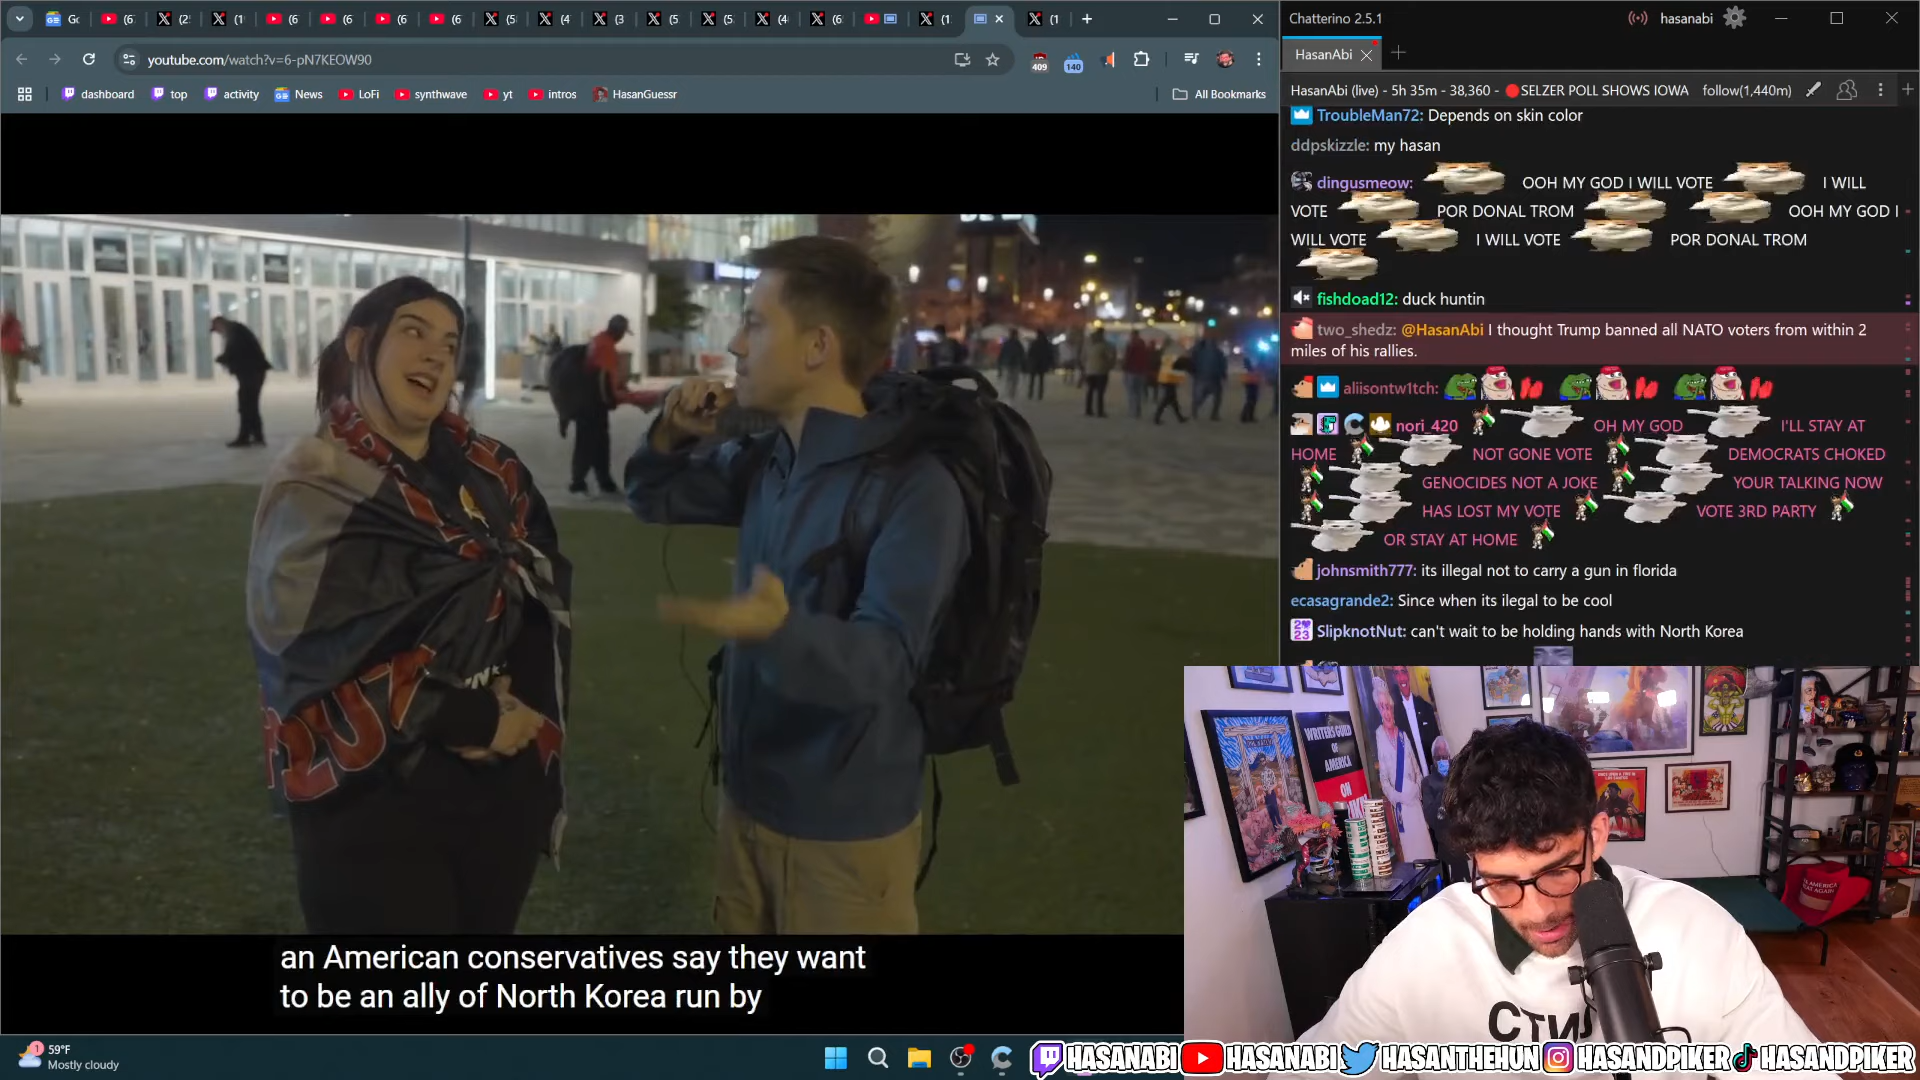 youtube.com/watch?v=6-pN7KEOW90
409
140
dashboard
top
activity
News
LoFi
synthwave
yt
intros
HasanGuessr
All Bookmarks
an American conservatives say they want
to be an ally of North Korea run by
Chatterino 2.5.1
hasanabi
HasanAbi
HasanAbi (live) - 5h 35m - 38,360 - 🔴SELZER POLL SHOWS IOWA
follow(1,440m)
TroubleMan72: Depends on skin color
ddpskizzle: my hasan
dingusmeow: OOH MY GOD I WILL VOTE I WILL
VOTE POR DONAL TROM OOH MY GOD I
WILL VOTE I WILL VOTE POR DONAL TROM
fishdoad12: duck huntin
two_shedz: @HasanAbi I thought Trump banned all NATO voters from within 2
miles of his rallies.
aliisontw1tch:
nori_420 OH MY GOD I'LL STAY AT
HOME NOT GONE VOTE DEMOCRATS CHOKED
GENOCIDES NOT A JOKE YOUR TALKING NOW
HAS LOST MY VOTE VOTE 3RD PARTY
OR STAY AT HOME
johnsmith777: its illegal not to carry a gun in florida
ecasagrande2: Since when its ilegal to be cool
SlipknotNut: can't wait to be holding hands with North Korea
WRITERS GUILD
OF
AMERICA
ON
1
59°F
Mostly cloudy
HASANABI
HASANABI
HASANTHEHUN
HASANDPIKER
HASANDPIKER